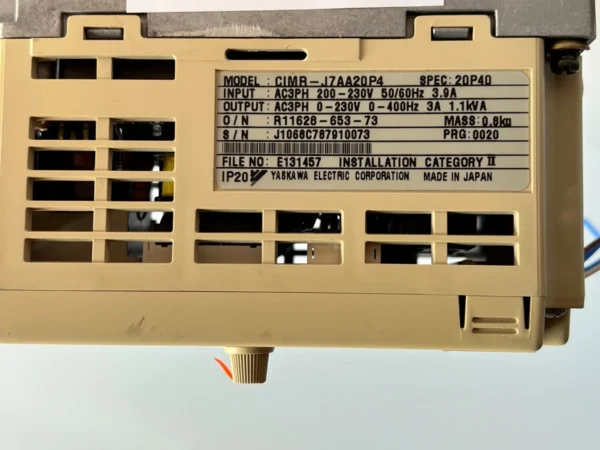 MODEL : CIMR-J7AA20P4 SPEC: 20P40
INPUT : AC3PH 200-230V 50/60Hz 3.9A
OUTPUT : AC3PH 0-230V 0-400Hz 3A 1.1kVA
O / N : R11628-653-73 MASS: 0.8kg
S / N : J1068C787910073 PRG: 0020
FILE NO: E131457 INSTALLATION CATEGORY II
IP20 YASKAWA ELECTRIC CORPORATION MADE IN JAPAN